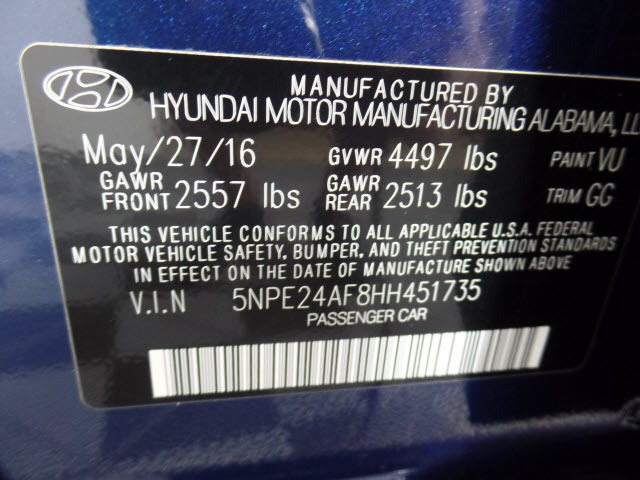 MANUFACTURED BY
HYUNDAI MOTOR MANUFACTURING ALABAMA, LL
May/27/16 GVWR 4497 lbs PAINT VU
GAWR FRONT 2557 lbs GAWR REAR 2513 lbs TRIM GG
THIS VEHICLE CONFORMS TO ALL APPLICABLE U.S.A. FEDERAL
MOTOR VEHICLE SAFETY, BUMPER, AND THEFT PREVENTION STANDARDS
IN EFFECT ON THE DATE OF MANUFACTURE SHOWN ABOVE
V.I.N 5NPE24AF8HH451735
PASSENGER CAR